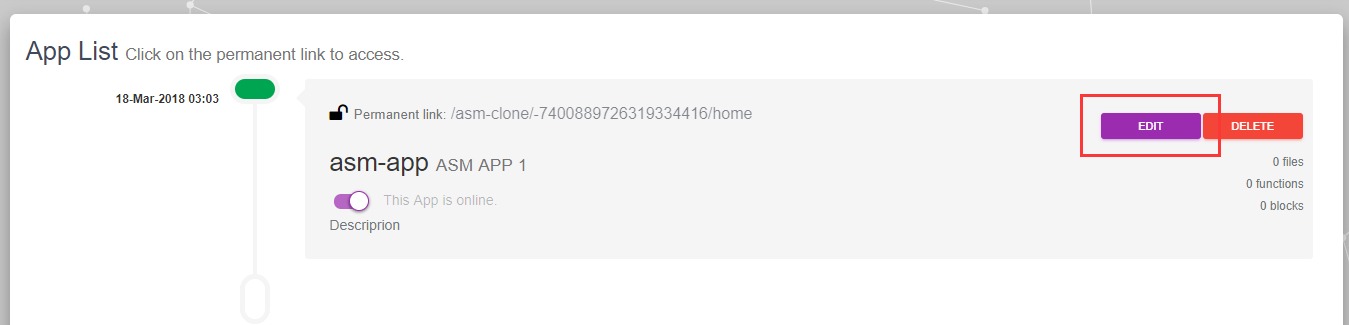 App List Click on the permanent link to access.
18-Mar-2018 03:03
Permanent link: /asm-clone/-7400889726319334416/home
EDIT
DELETE
asm-app ASM APP 1
0 files
0 functions
0 blocks
This App is online.
Descriprion